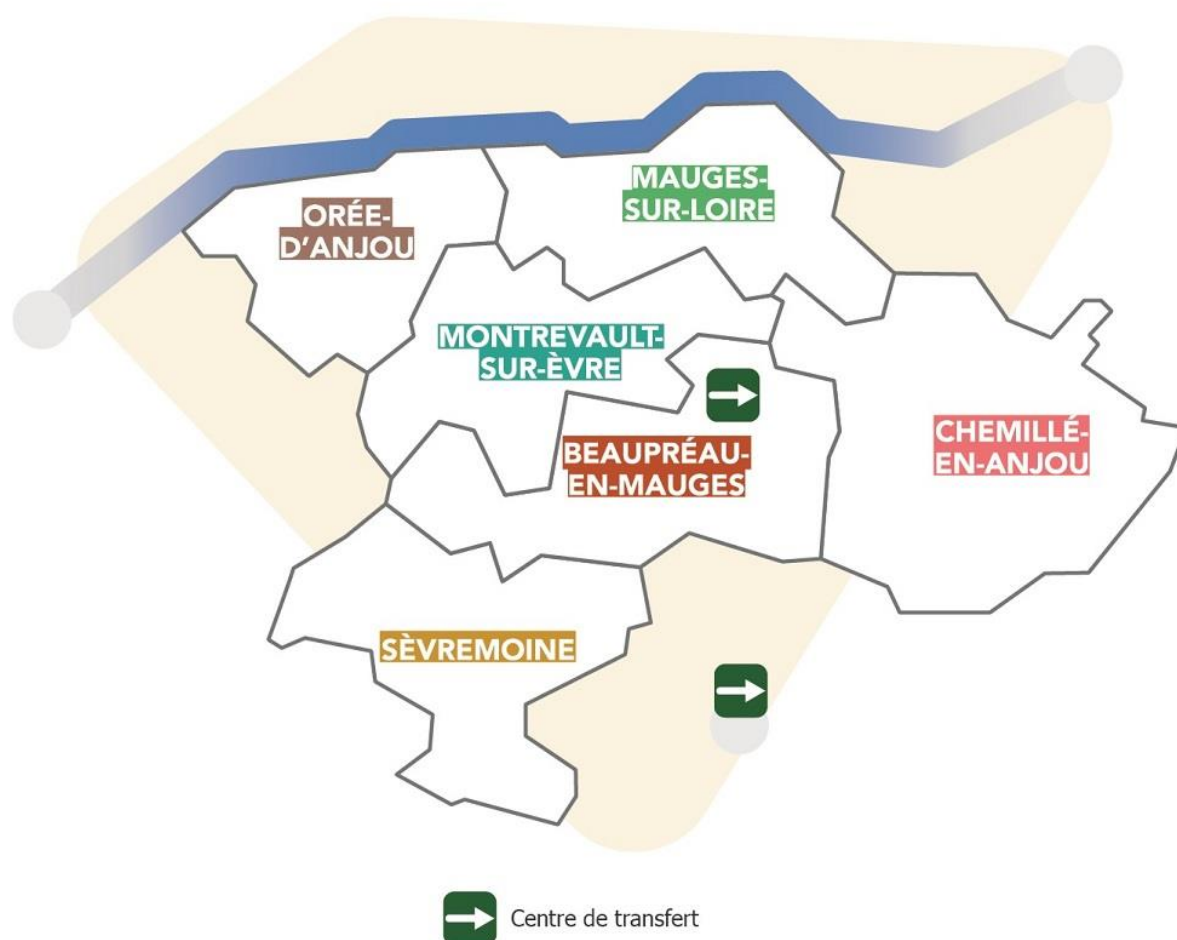 MAUGES-
SUR-LOIRE
ORÉE-
D'ANJOU
MONTREVAULT-
SUR-ÈVRE
CHEMILLÉ-
EN-ANJOU
BEAUPRÉAU-
EN-MAUGES
SÈVREMOINE
Centre de transfert